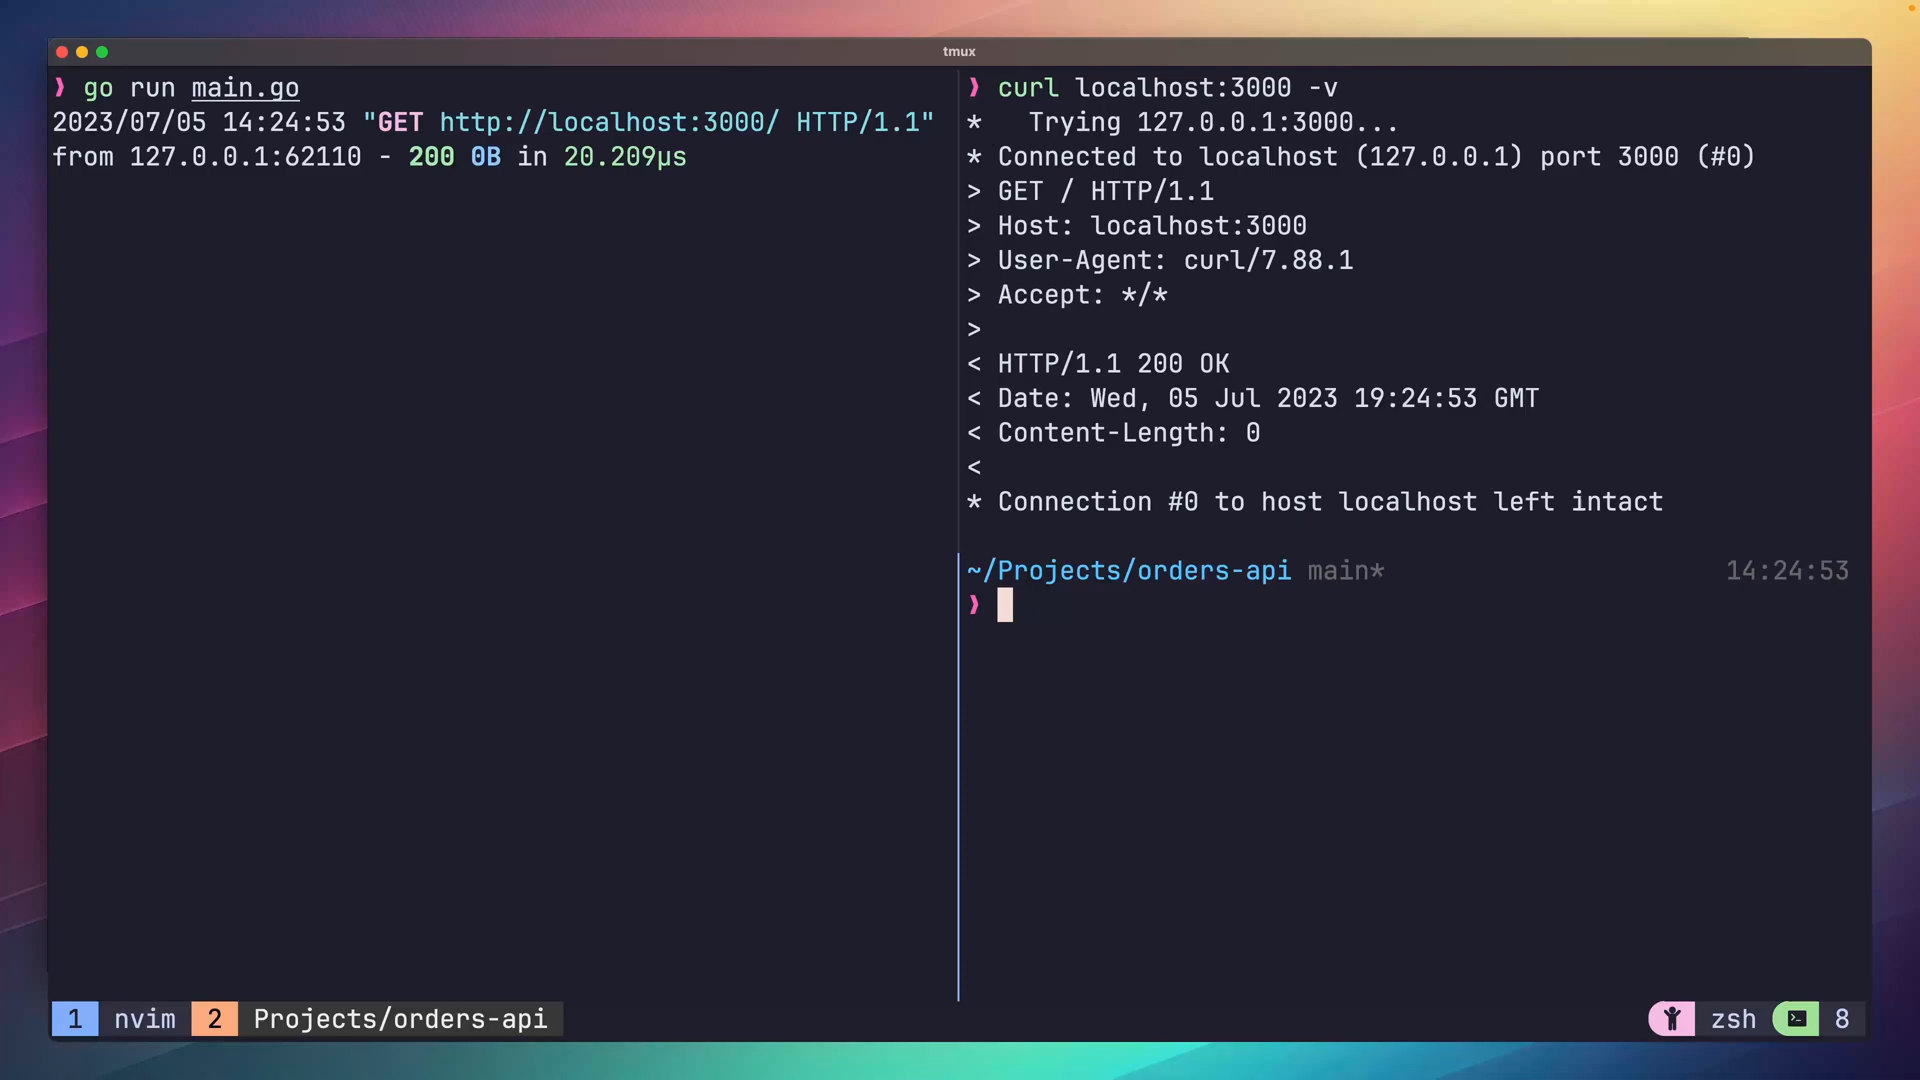 tmux
❯ go run main.go
2023/07/05 14:24:53 "GET http://localhost:3000/ HTTP/1.1"
from 127.0.0.1:62110 - 200 0B in 20.209µs
❯ curl localhost:3000 -v
*   Trying 127.0.0.1:3000...
* Connected to localhost (127.0.0.1) port 3000 (#0)
> GET / HTTP/1.1
> Host: localhost:3000
> User-Agent: curl/7.88.1
> Accept: */*
>
< HTTP/1.1 200 OK
< Date: Wed, 05 Jul 2023 19:24:53 GMT
< Content-Length: 0
<
* Connection #0 to host localhost left intact
~/Projects/orders-api main* 14:24:53
❯
1 nvim 2 Projects/orders-api zsh 8